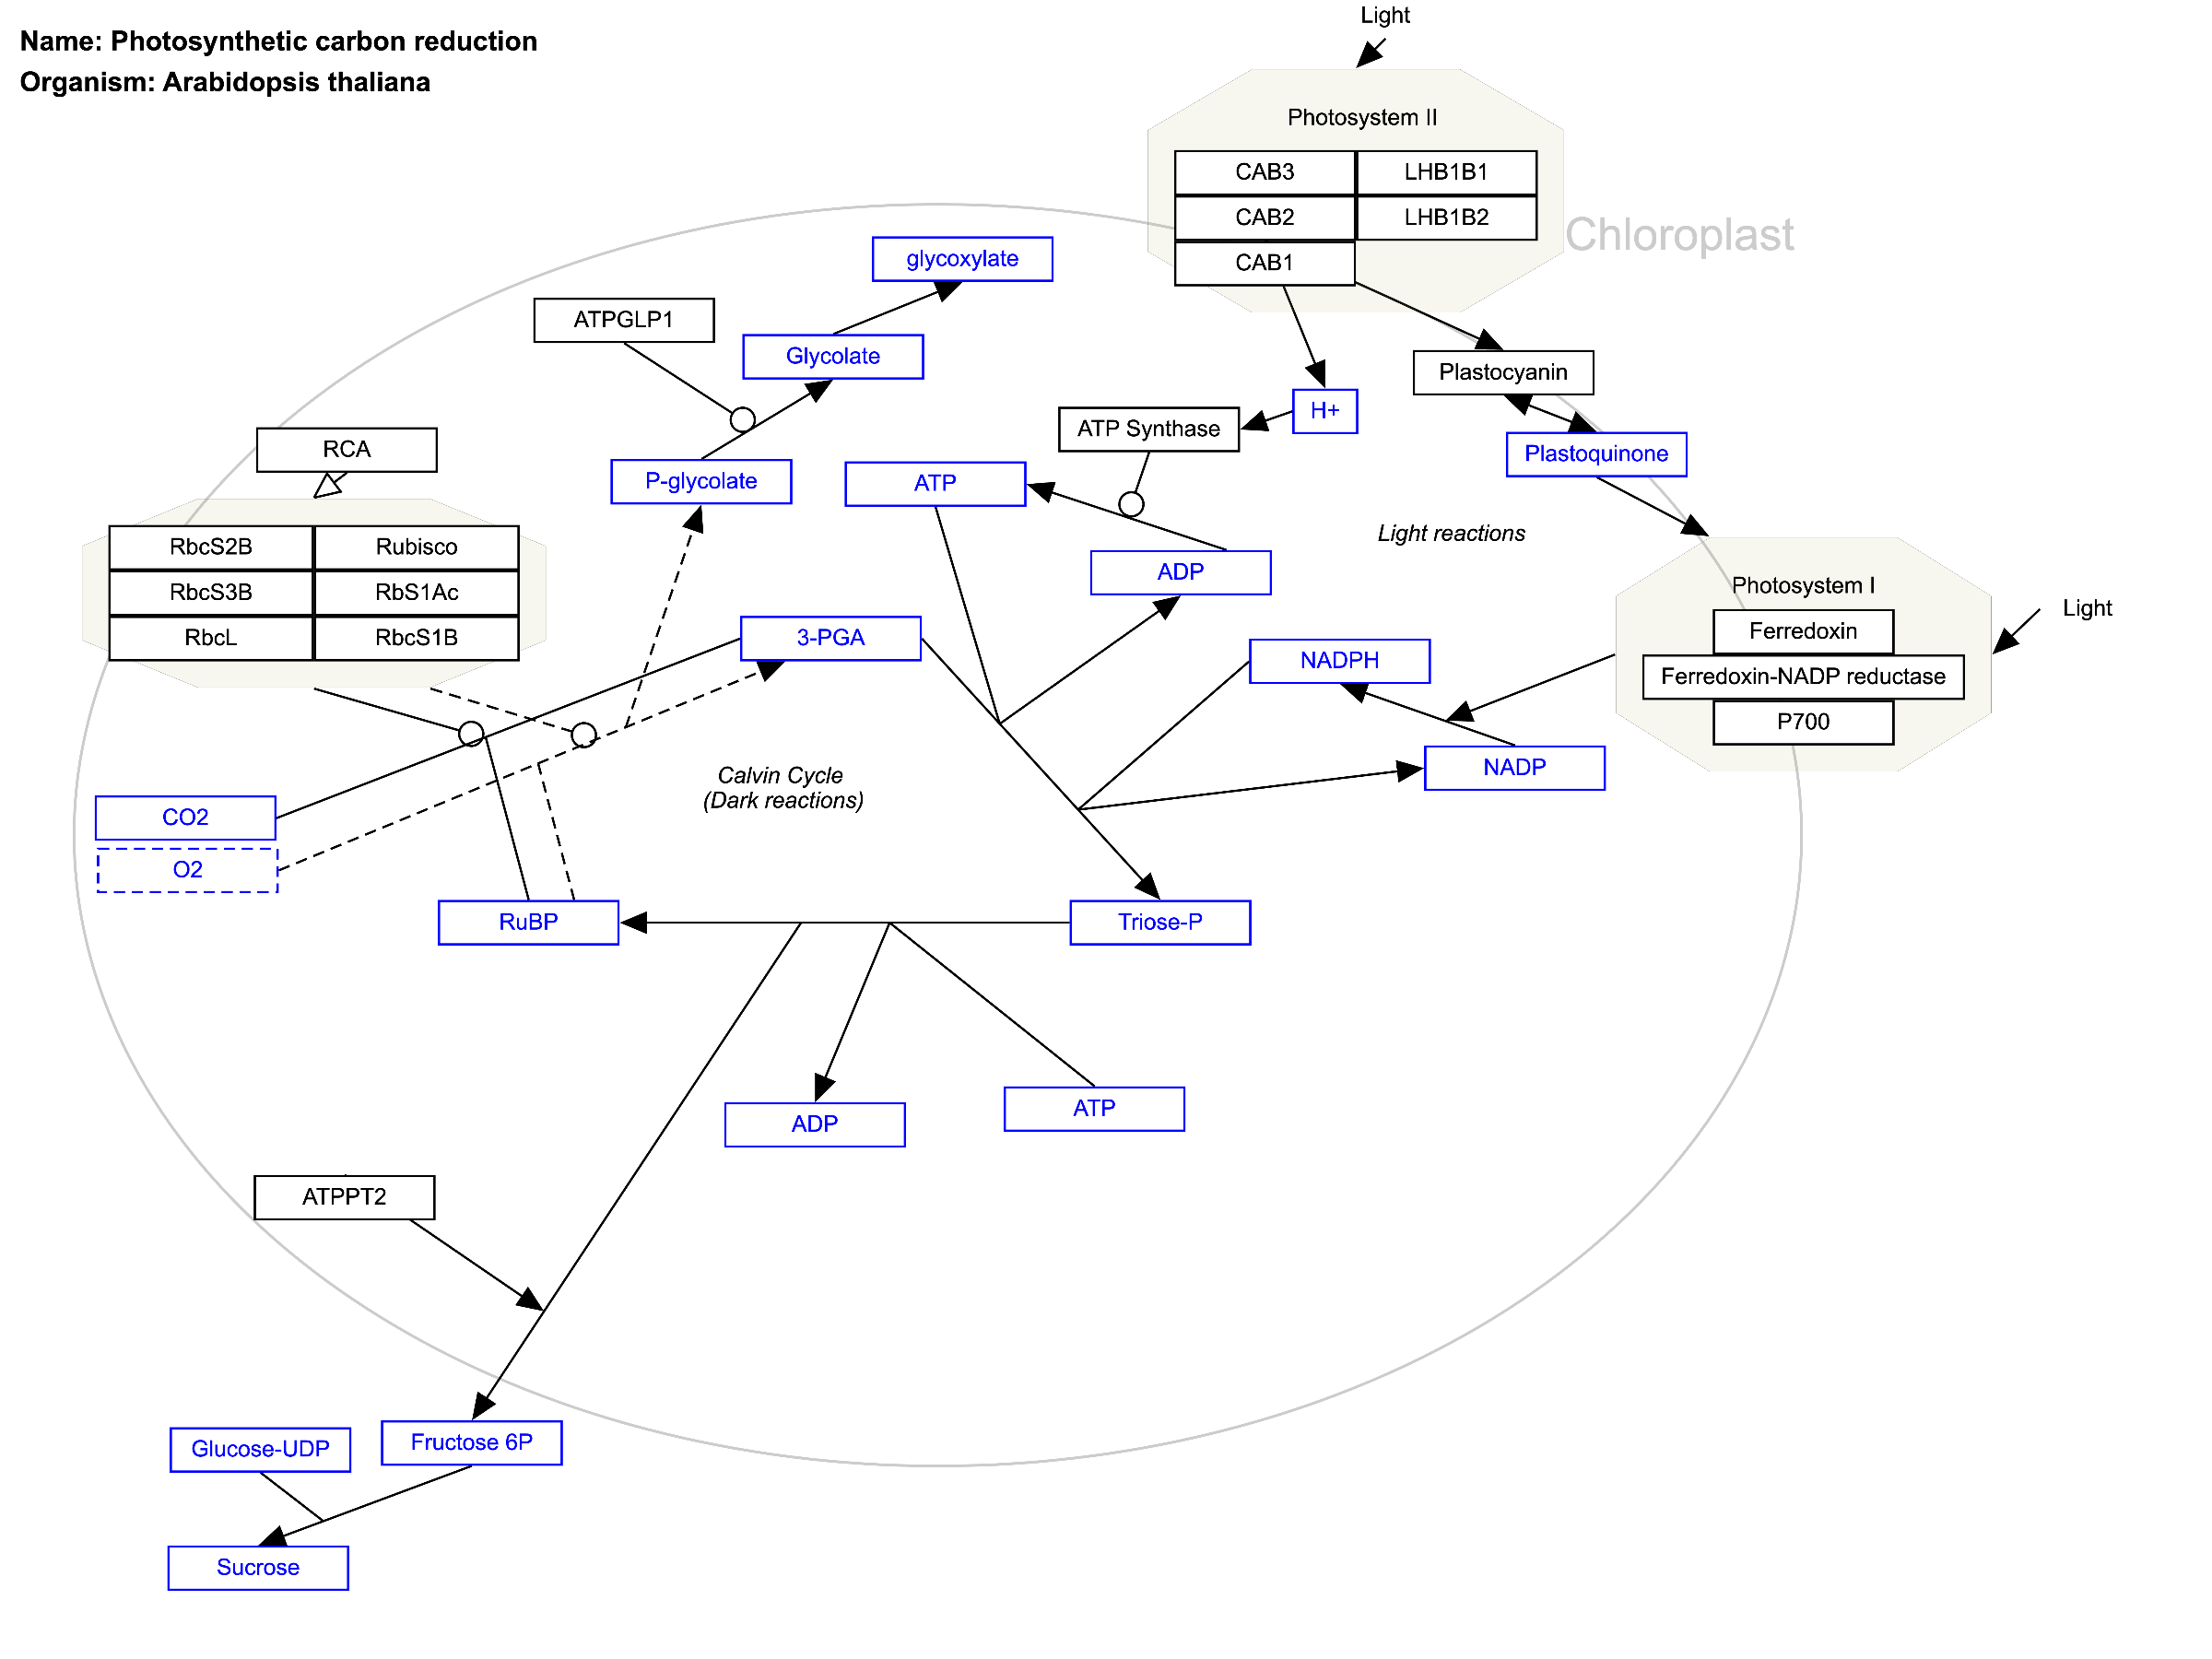 Name: Photosynthetic carbon reduction
Organism: Arabidopsis thaliana
Light
Photosystem II
CAB3
LHB1B1
CAB2
LHB1B2
CAB1
Chloroplast
glycoxylate
ATPGLP1
Glycolate
Plastocyanin
H+
ATP Synthase
RCA
Plastoquinone
P-glycolate
ATP
Light reactions
RbcS2B
Rubisco
RbcS3B
RbS1Ac
RbcL
RbcS1B
ADP
Photosystem I
Light
Ferredoxin
Ferredoxin-NADP reductase
P700
3-PGA
NADPH
NADP
Calvin Cycle
(Dark reactions)
CO2
O2
RuBP
Triose-P
ADP
ATP
ATPPT2
Glucose-UDP
Fructose 6P
Sucrose